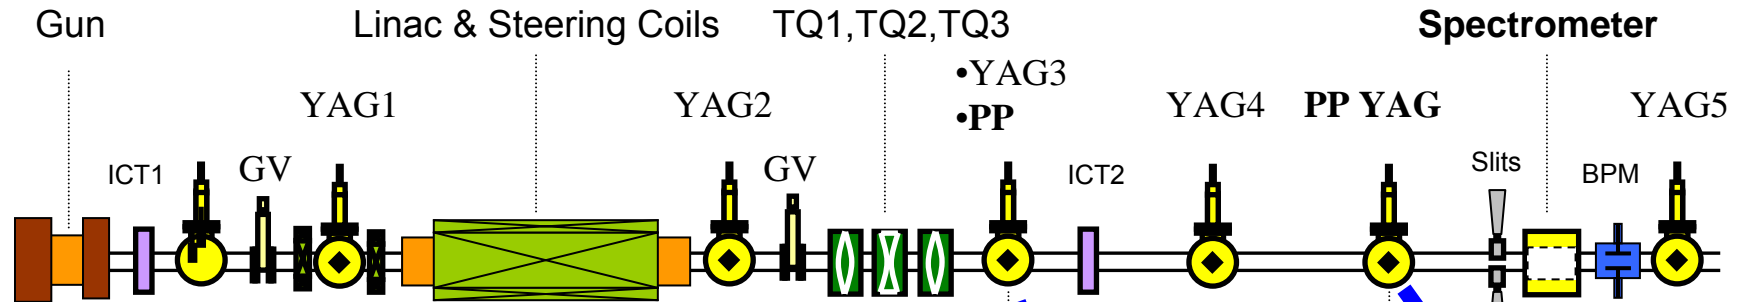 Gun
Linac & Steering Coils
TQ1,TQ2,TQ3
Spectrometer
•YAG3
•PP
YAG1
YAG2
YAG4
PP YAG
YAG5
ICT1
GV
GV
ICT2
Slits
BPM